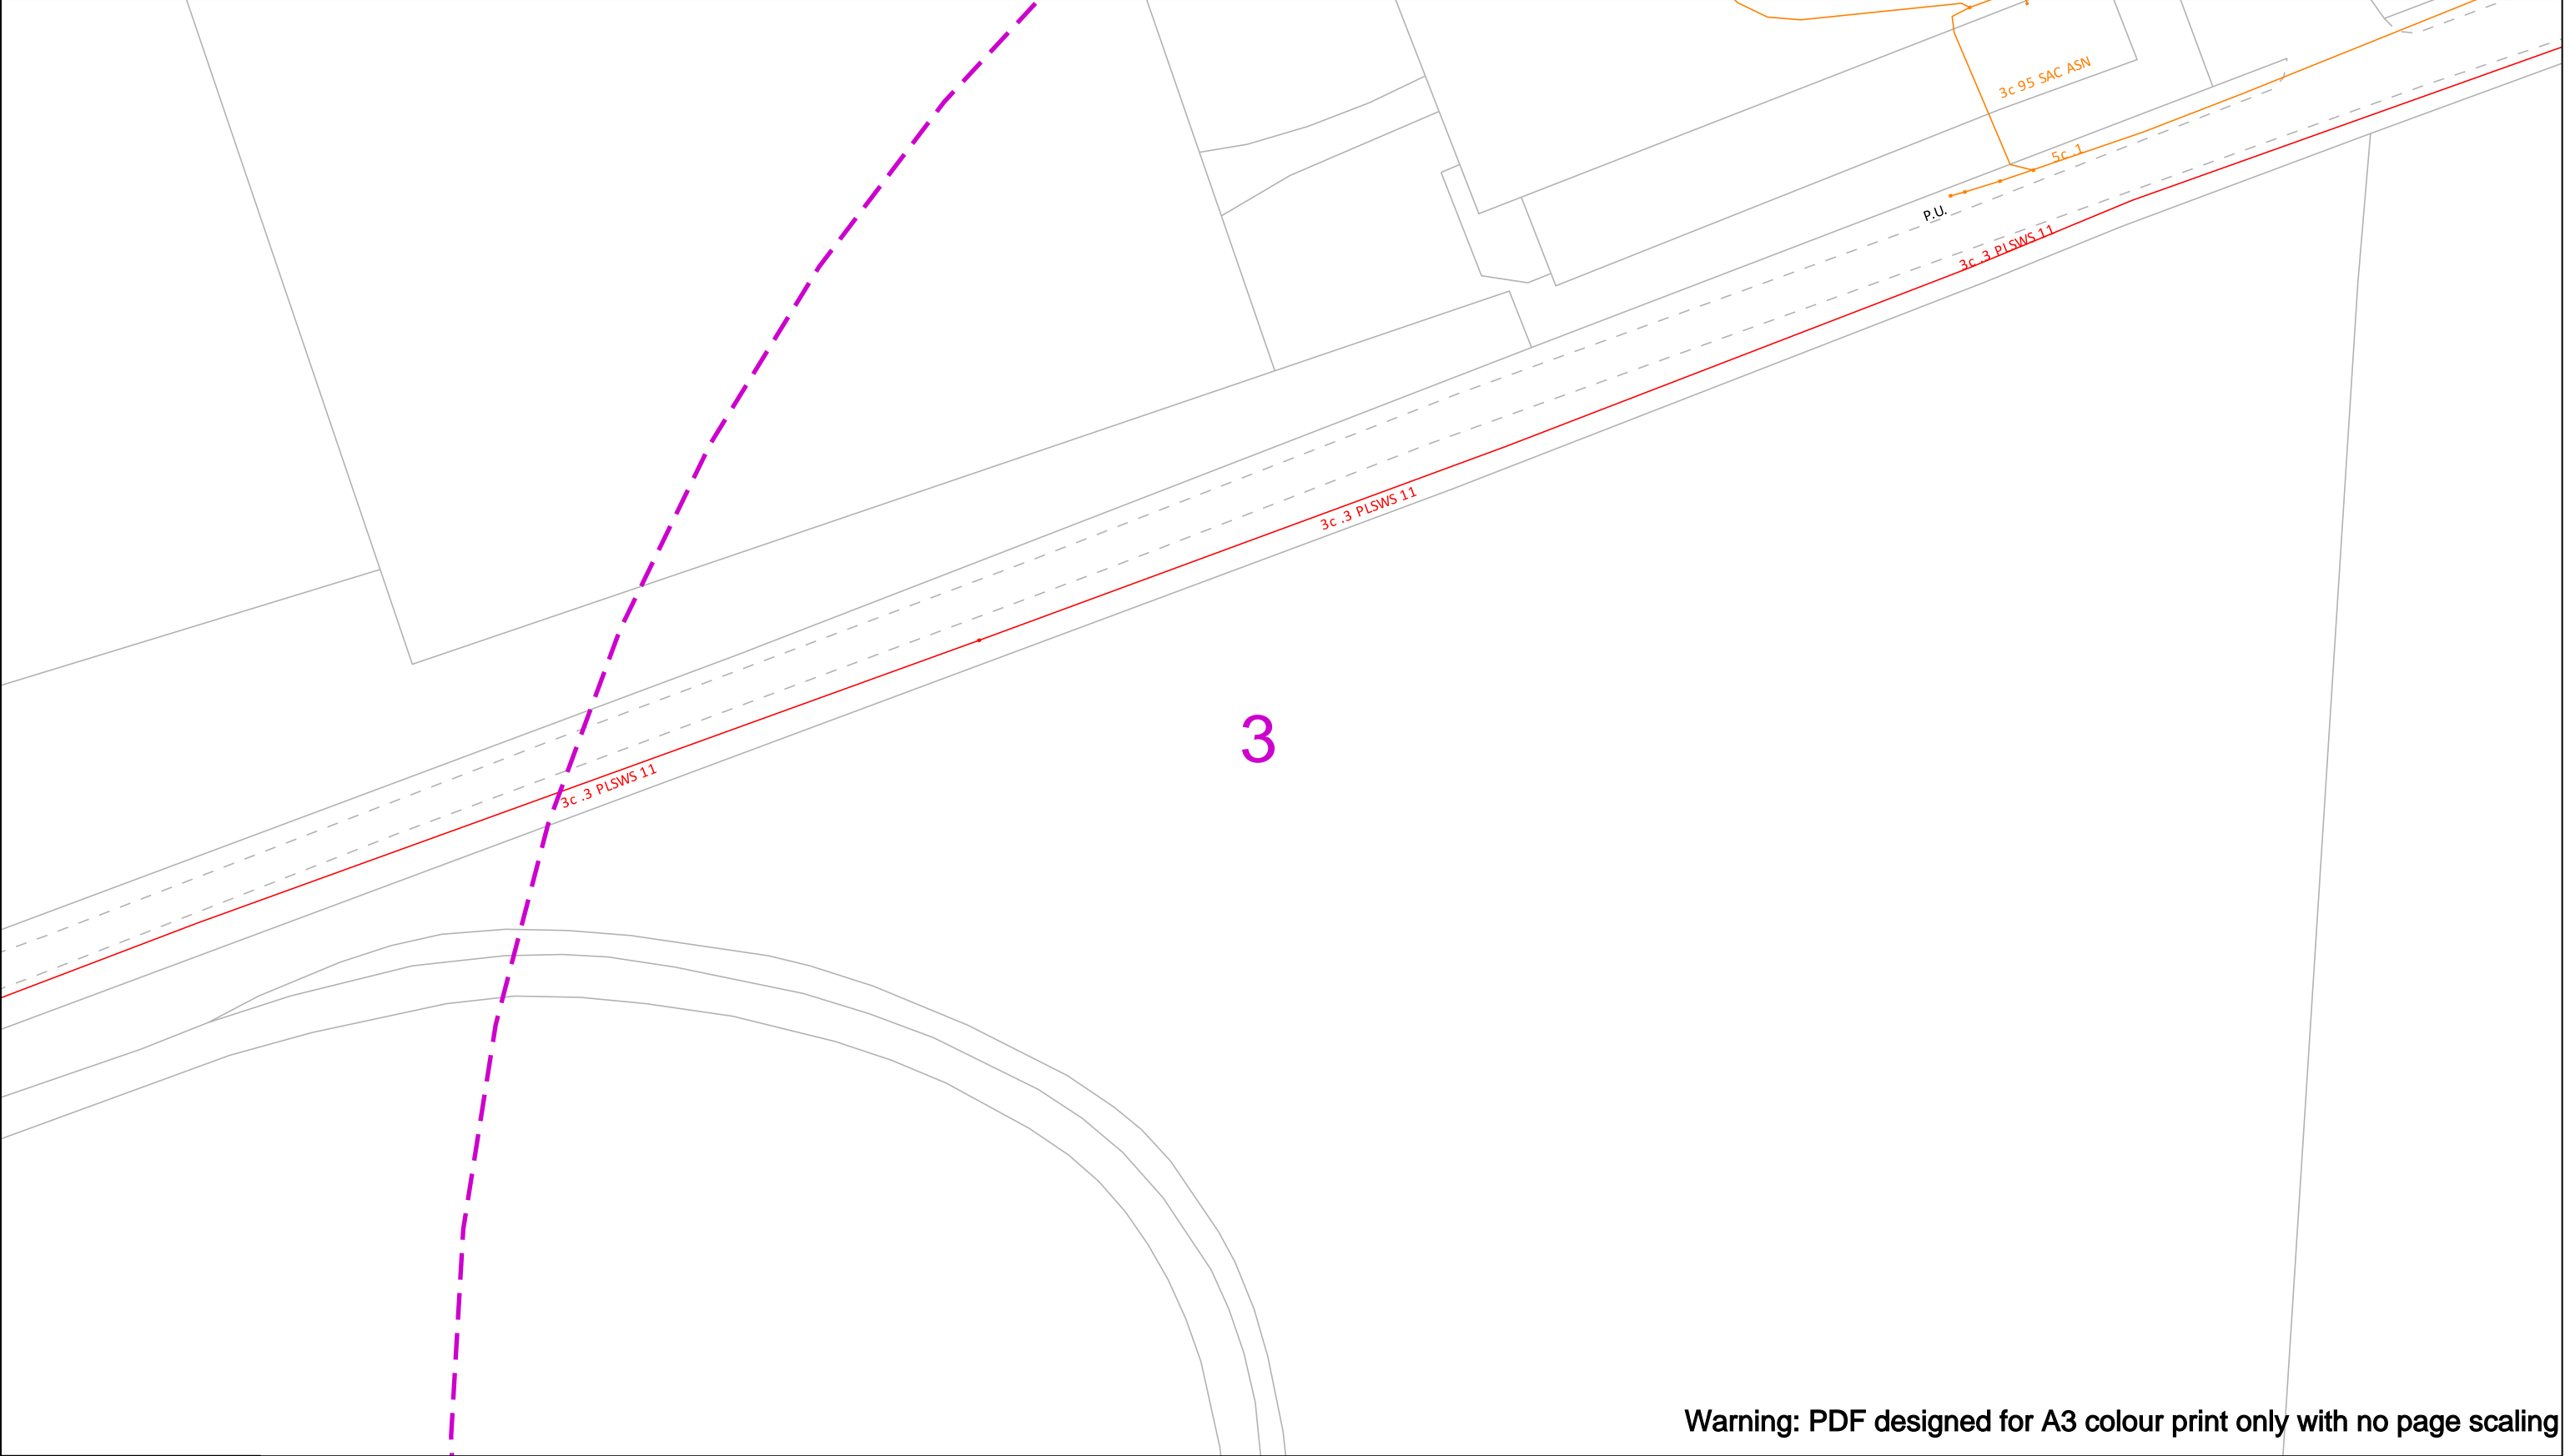 3c 95 SAC ASN
5c .1
P.U.
3c .3 PLSWS 11
3c .3 PLSWS 11
3
3c .3 PLSWS 11
Warning: PDF designed for A3 colour print only with no page scaling